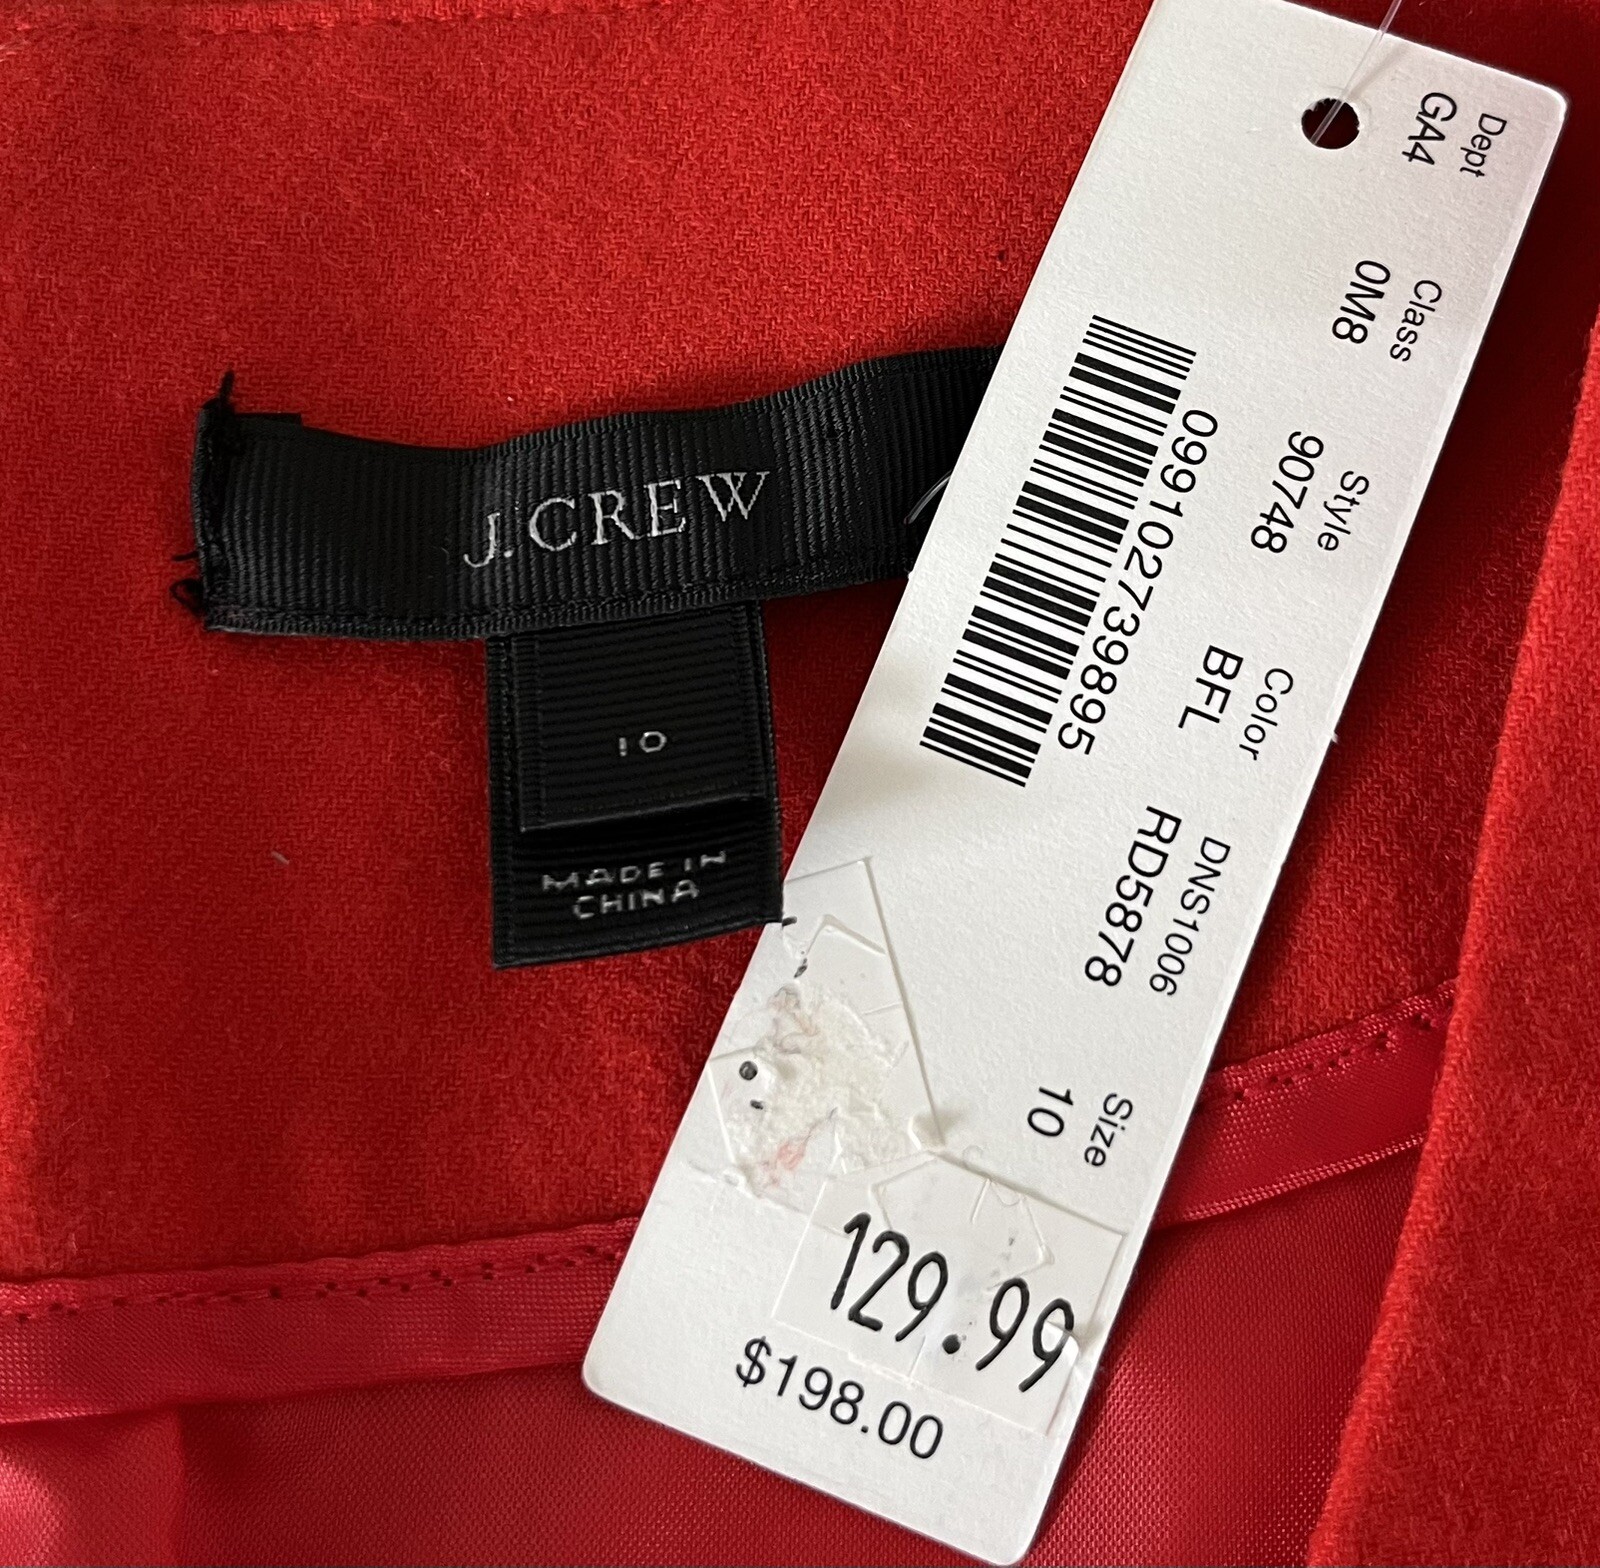 J.CREW
10
MADE IN
CHINA
Dept
GA4
Class
0M8
Style
90748
Color
BFL
DNS1006
RD5878
Size
10
099102739895
129.99
$198.00